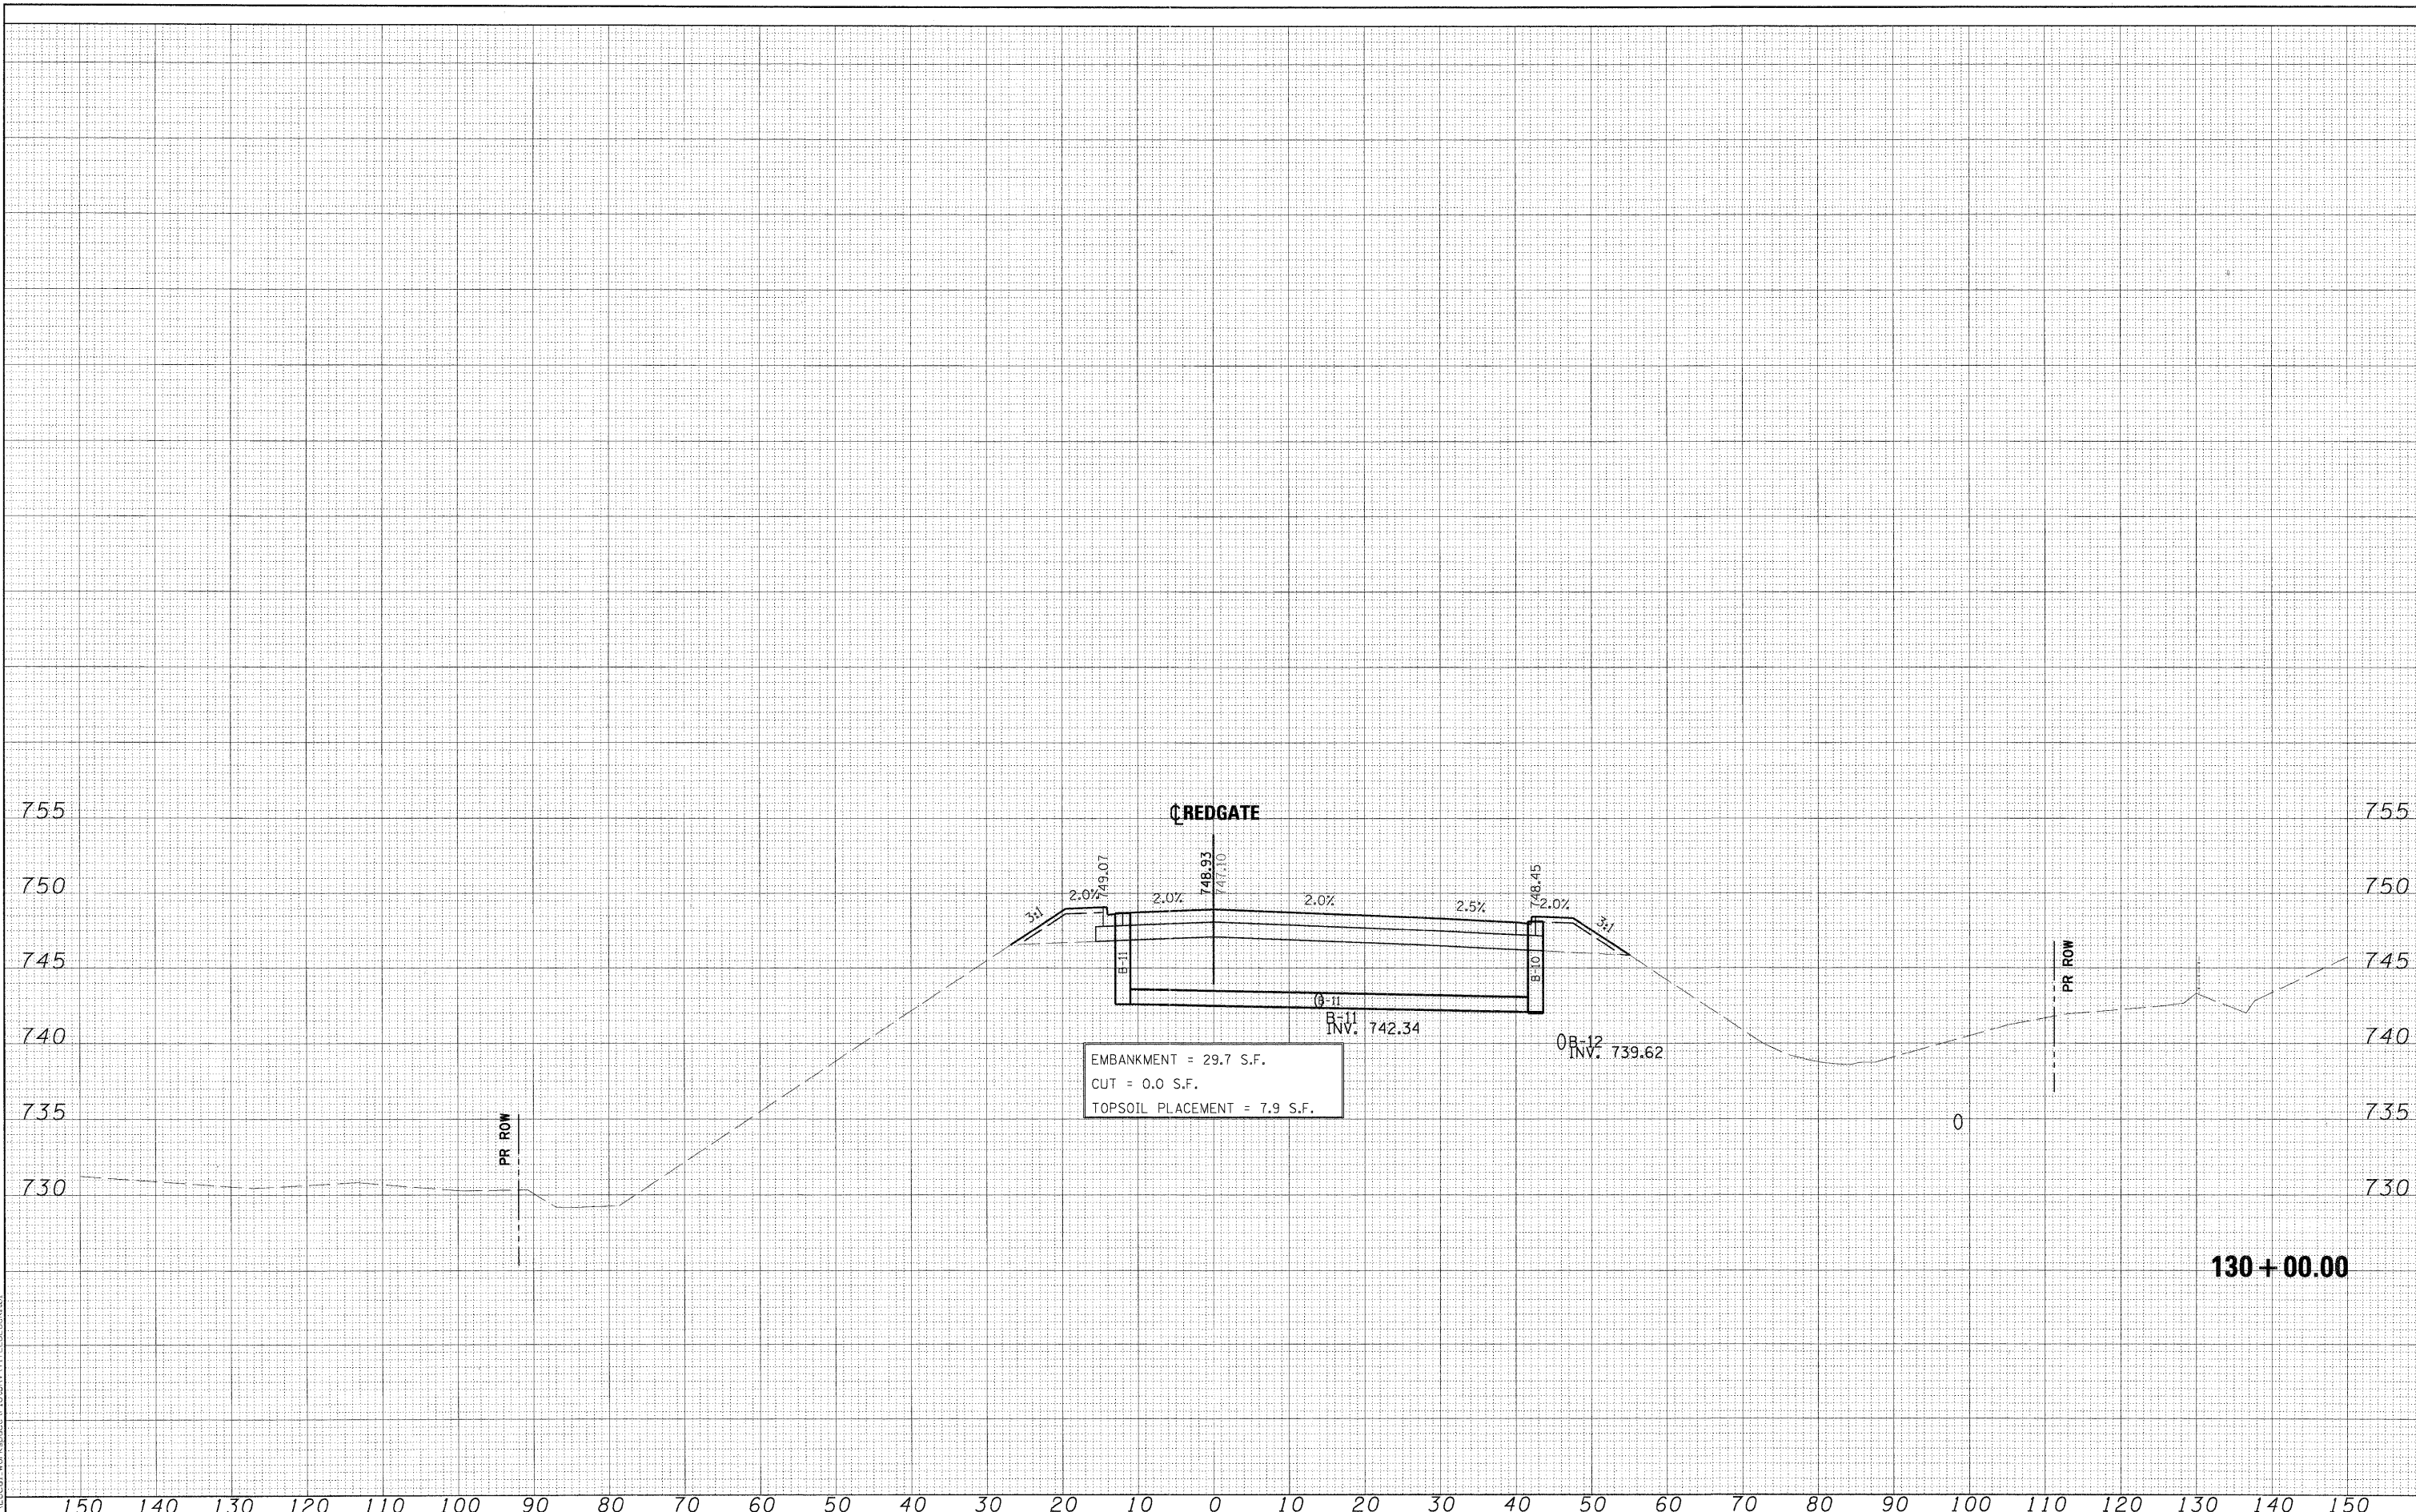 755 755
℄ REDGATE
750 749.07 748.93 747.10 748.45 750
3:1 2.0% 2.0% 2.0% 2.5% 2.0% 3:1
745 B-11 B-10 PR ROW 745
B-11
B-11
INV. 742.34
740 B-12 740
INV. 739.62
EMBANKMENT = 29.7 S.F.
CUT = 0.0 S.F.
TOPSOIL PLACEMENT = 7.9 S.F.
735 PR ROW 735
730 730
130+00.00
150 140 130 120 110 100 90 80 70 60 50 40 30 20 10 0 10 20 30 40 50 60 70 80 90 100 110 120 130 140 150